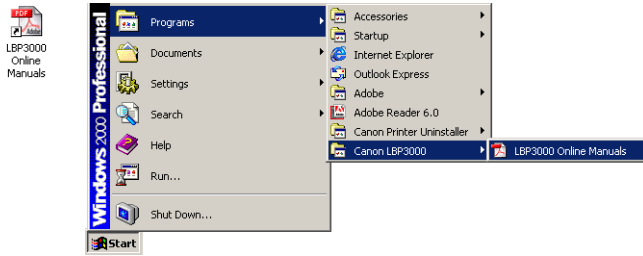 PDF
LBP3000
Online
Manuals
Windows 2000 Professional
Programs
Documents
Settings
Search
Help
Run...
Shut Down...
Start
Accessories
Startup
Internet Explorer
Outlook Express
Adobe
Adobe Reader 6.0
Canon Printer Uninstaller
Canon LBP3000
LBP3000 Online Manuals